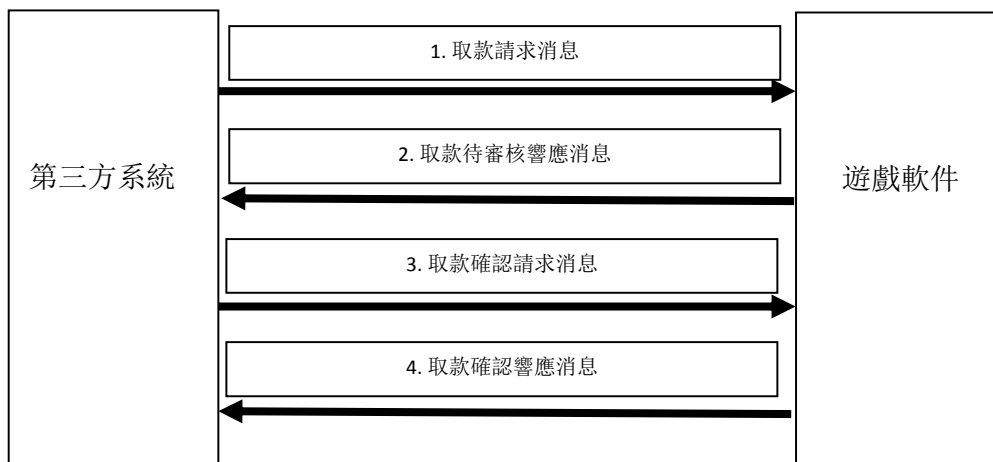 1. 取款請求消息
2. 取款待審核響應消息
第三方系統
遊戲軟件
3. 取款確認請求消息
4. 取款確認響應消息